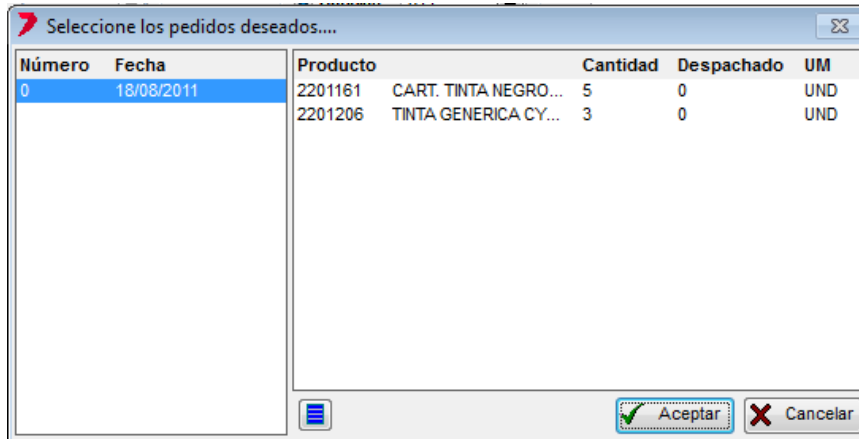 Seleccione los pedidos deseados....
Número Fecha
0 18/08/2011
Producto Cantidad Despachado UM
2201161 CART. TINTA NEGRO... 5 0 UND
2201206 TINTA GENERICA CY... 3 0 UND
Aceptar Cancelar